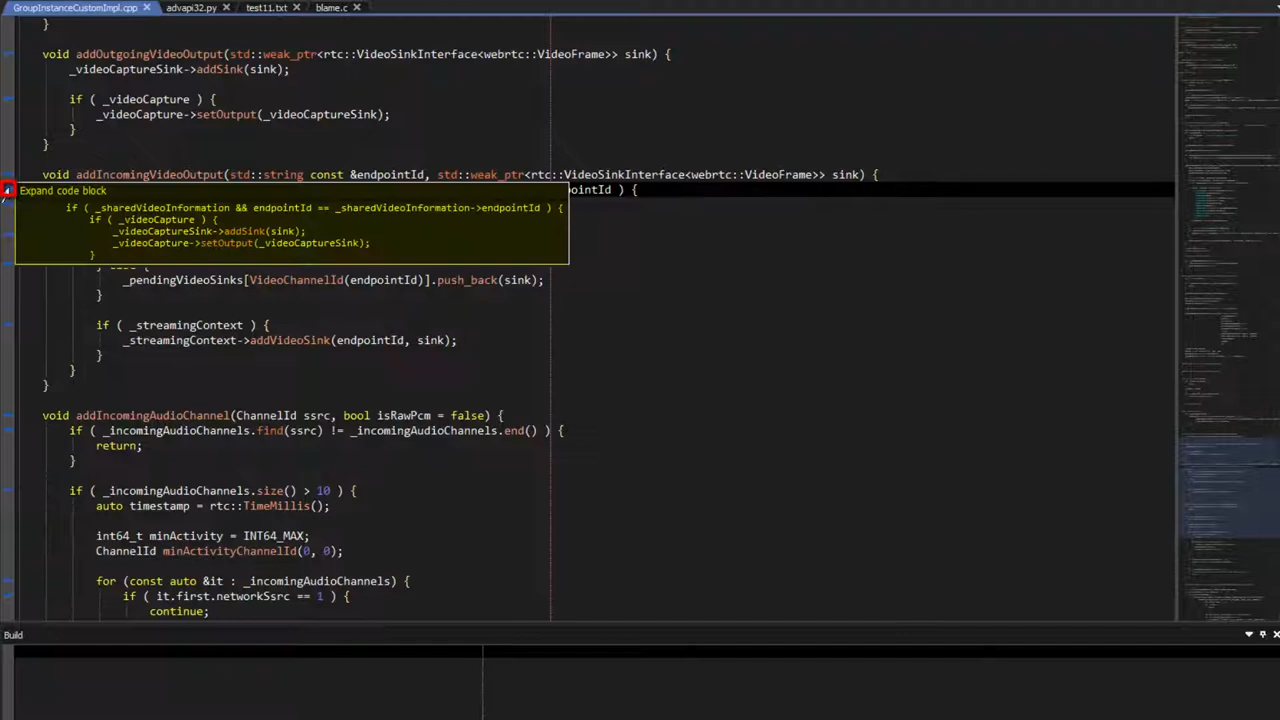 GroupInstanceCustomImpl.cpp advapi32.py test11.txt blame.c
}
void addOutgoingVideoOutput(std::weak_ptr<rtc::VideoSinkInterface<webrtc::VideoFrame>> sink) {
_videoCaptureSink->addSink(sink);
if ( _videoCapture ) {
_videoCapture->setOutput(_videoCaptureSink);
}
}
void addIncomingVideoOutput(std::string const &endpointId, std::weak_ptr<rtc::VideoSinkInterface<webrtc::VideoFrame>> sink) {
Expand code block
pointId ) {
if ( _sharedVideoInformation && endpointId == _sharedVideoInformation->endpointId ) {
if ( _videoCapture ) {
_videoCaptureSink->addSink(sink);
_videoCapture->setOutput(_videoCaptureSink);
}
} else {
_pendingVideoSinks[VideoChannelId(endpointId)].push_back(sink);
}
if ( _streamingContext ) {
_streamingContext->addVideoSink(endpointId, sink);
}
}
}
void addIncomingAudioChannel(ChannelId ssrc, bool isRawPcm = false) {
if ( _incomingAudioChannels.find(ssrc) != _incomingAudioChannels.end() ) {
return;
}
if ( _incomingAudioChannels.size() > 10 ) {
auto timestamp = rtc::TimeMillis();
int64_t minActivity = INT64_MAX;
ChannelId minActivityChannelId(0, 0);
for (const auto &it : _incomingAudioChannels) {
if ( it.first.networkSsrc == 1 ) {
continue;
Build